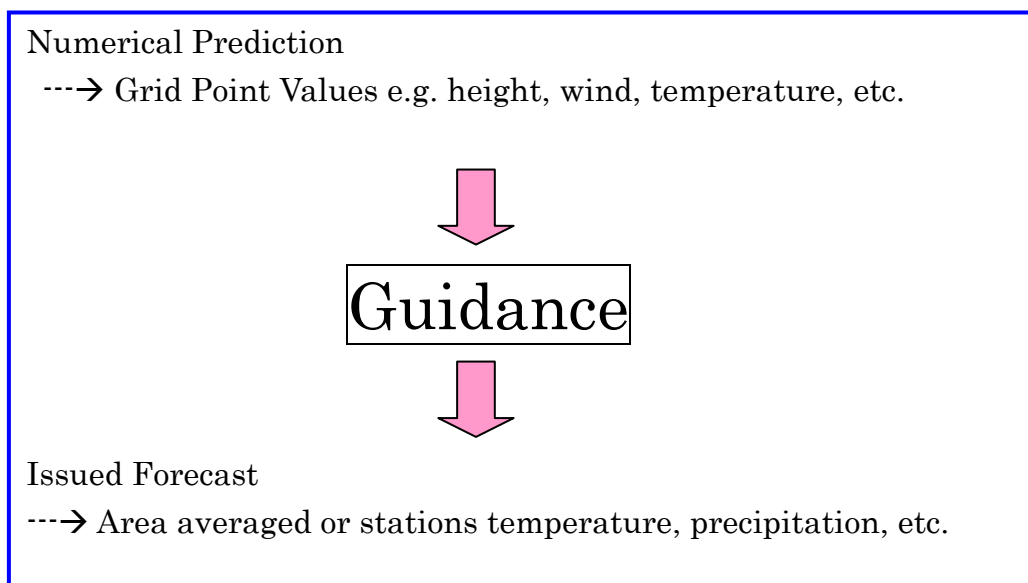 Numerical Prediction
---→ Grid Point Values e.g. height, wind, temperature, etc.
Guidance
Issued Forecast
---→ Area averaged or stations temperature, precipitation, etc.